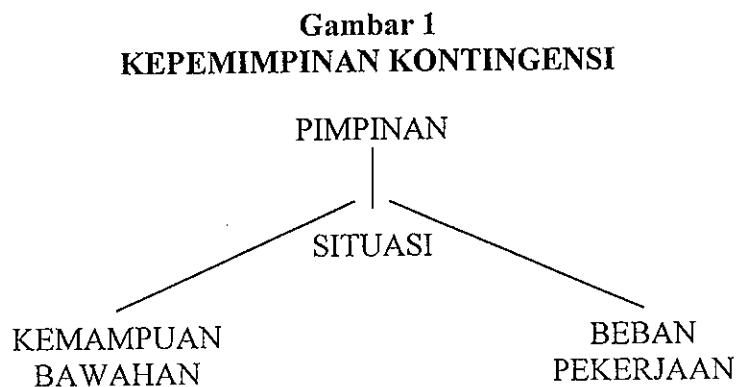 Gambar 1
KEPEMIMPINAN KONTINGENSI
PIMPINAN
SITUASI
KEMAMPUAN
BAWAHAN
BEBAN
PEKERJAAN